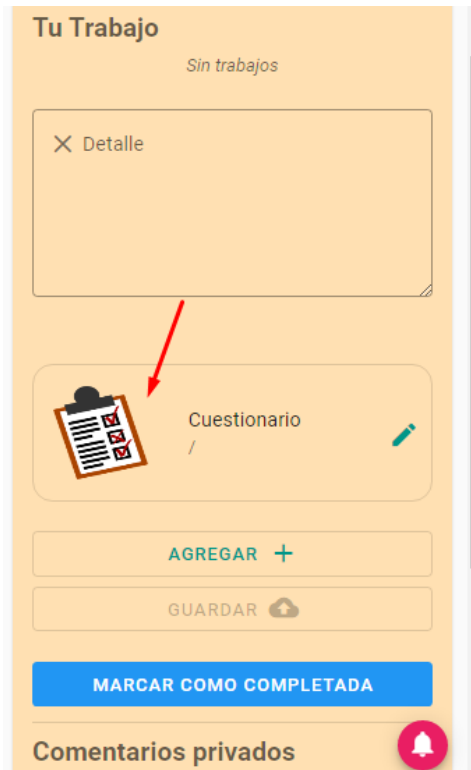 Tu Trabajo
Sin trabajos
Detalle
Cuestionario
/
AGREGAR +
GUARDAR
MARCAR COMO COMPLETADA
Comentarios privados